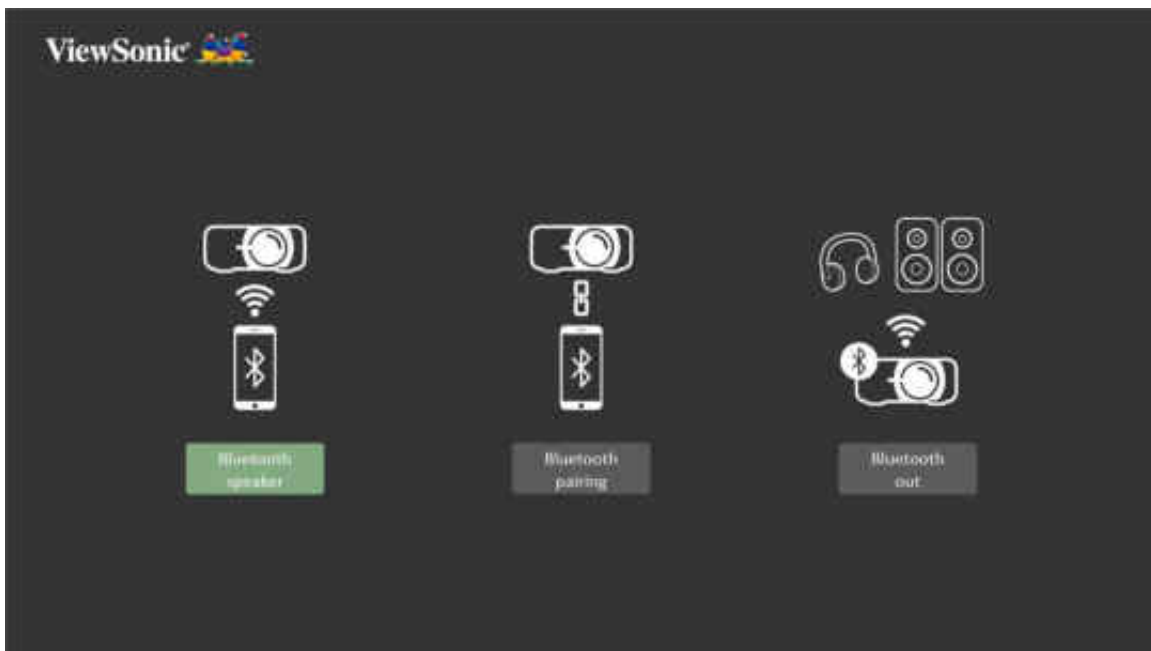 ViewSonic
Bluetooth
speaker
Bluetooth
pairing
Bluetooth
out